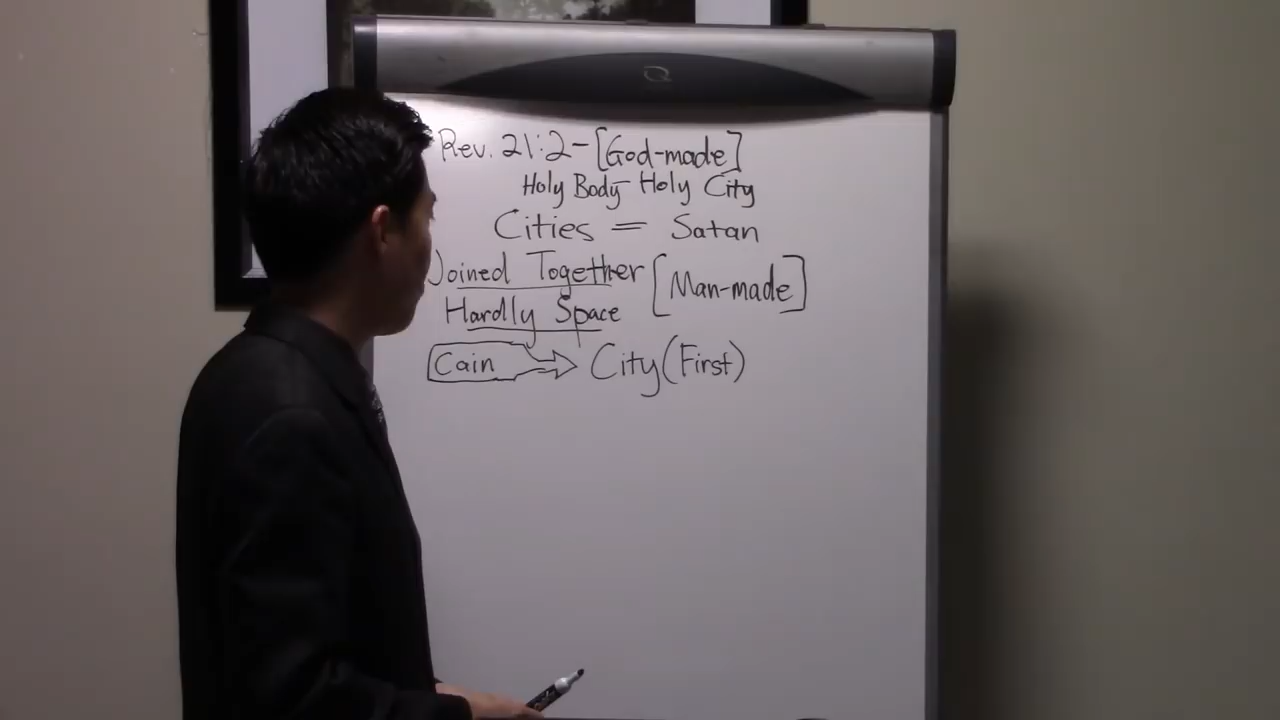 Rev. 21:2-[God-made]
Holy Body Holy City
Cities = Satan
Joined Together [Man-made]
Hardly Space
Cain → City (First)